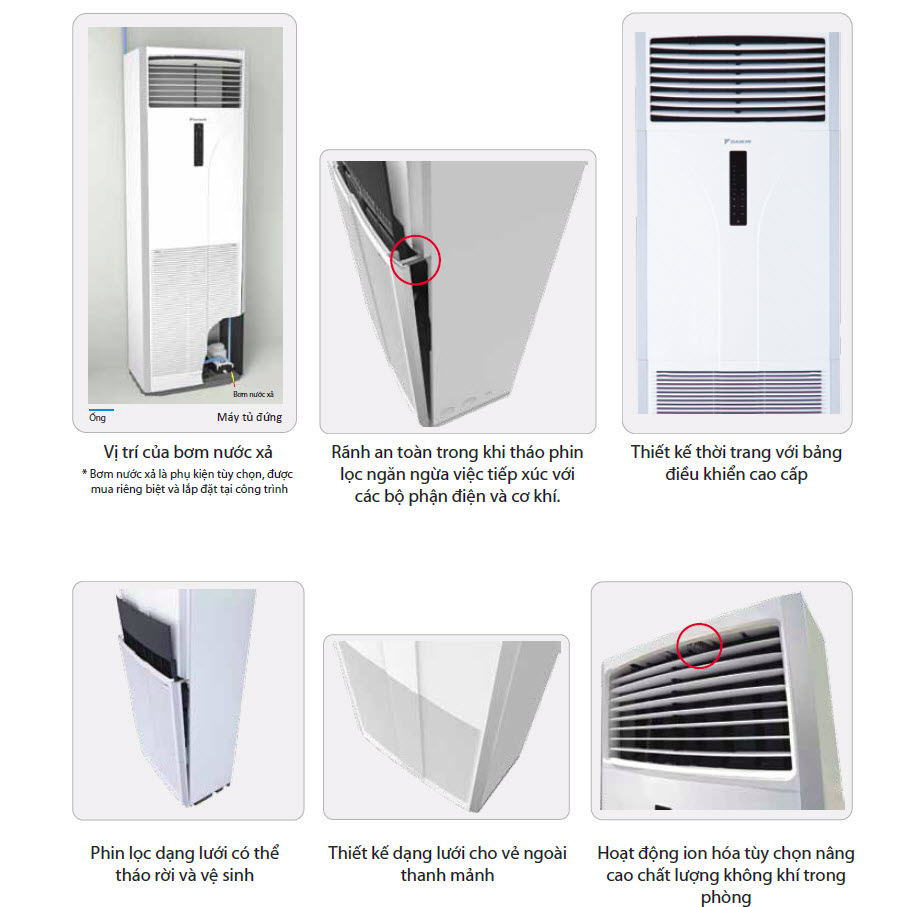 DAIKIN
Bơm nước xả
Ống
Máy tủ đứng
Vị trí của bơm nước xả
* Bơm nước xả là phụ kiện tùy chọn, được
mua riêng biệt và lắp đặt tại công trình
Rãnh an toàn trong khi tháo phin
lọc ngăn ngừa việc tiếp xúc với
các bộ phận điện và cơ khí.
DAIKIN
Thiết kế thời trang với bảng
điều khiển cao cấp
Phin lọc dạng lưới có thể
tháo rời và vệ sinh
Thiết kế dạng lưới cho vẻ ngoài
thanh mảnh
Hoạt động ion hóa tùy chọn nâng
cao chất lượng không khí trong
phòng